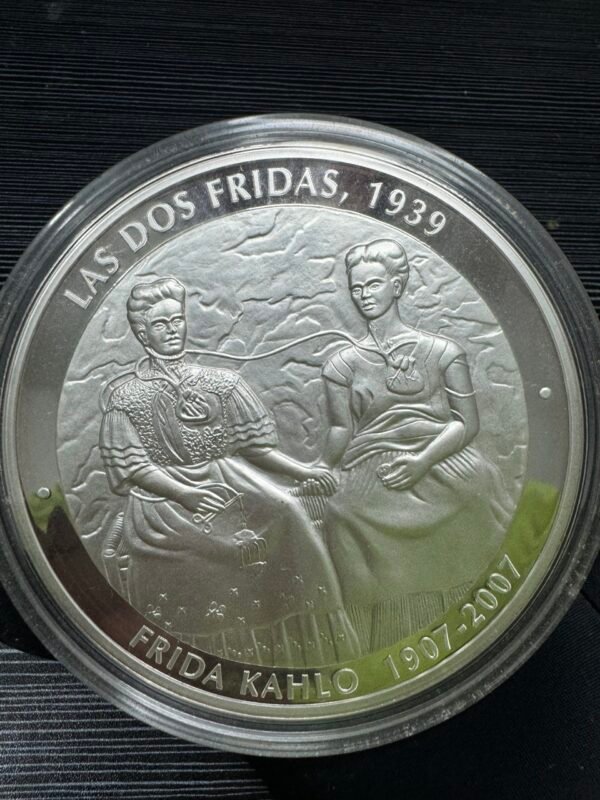 LAS DOS FRIDAS, 1939
FRIDA KAHLO 1907-2007